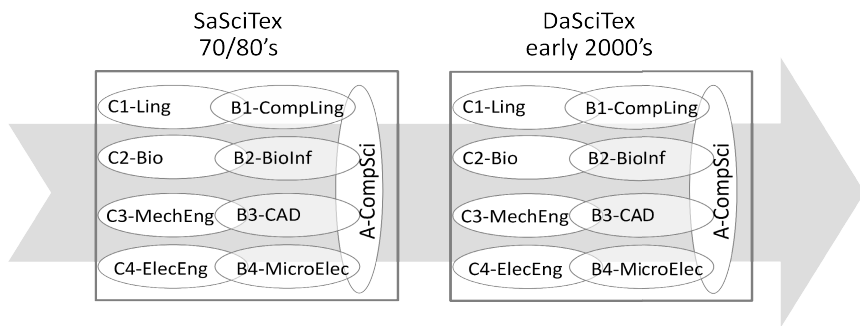 SaSciTex
70/80's
C1-Ling
B1-CompLing
C2-Bio
B2-BioInf
C3-MechEng
B3-CAD
C4-ElecEng
B4-MicroElec
A-CompSci
DaSciTex
early 2000's
C1-Ling
B1-CompLing
C2-Bio
B2-BioInf
C3-MechEng
B3-CAD
C4-ElecEng
B4-MicroElec
A-CompSci